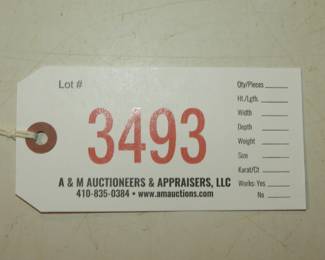 Lot #
3493
A & M AUCTIONEERS & APPRAISERS, LLC
410-835-0384 • www.amauctions.com
Qty/Pieces
Ht./Lgth.
Width
Depth
Weight
Size
Karat/Ct
Works: Yes
No